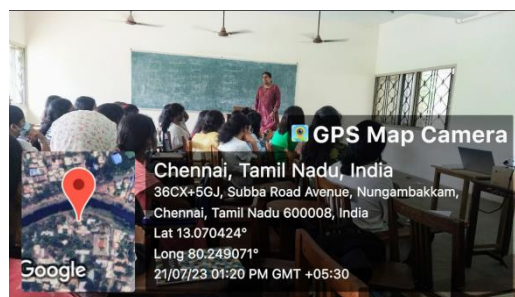 GPS Map Camera
Chennai, Tamil Nadu, India
36CX+5GJ, Subba Road Avenue, Nungambakkam,
Chennai, Tamil Nadu 600008, India
Lat 13.070424°
Long 80.249071°
21/07/23 01:20 PM GMT +05:30
Google